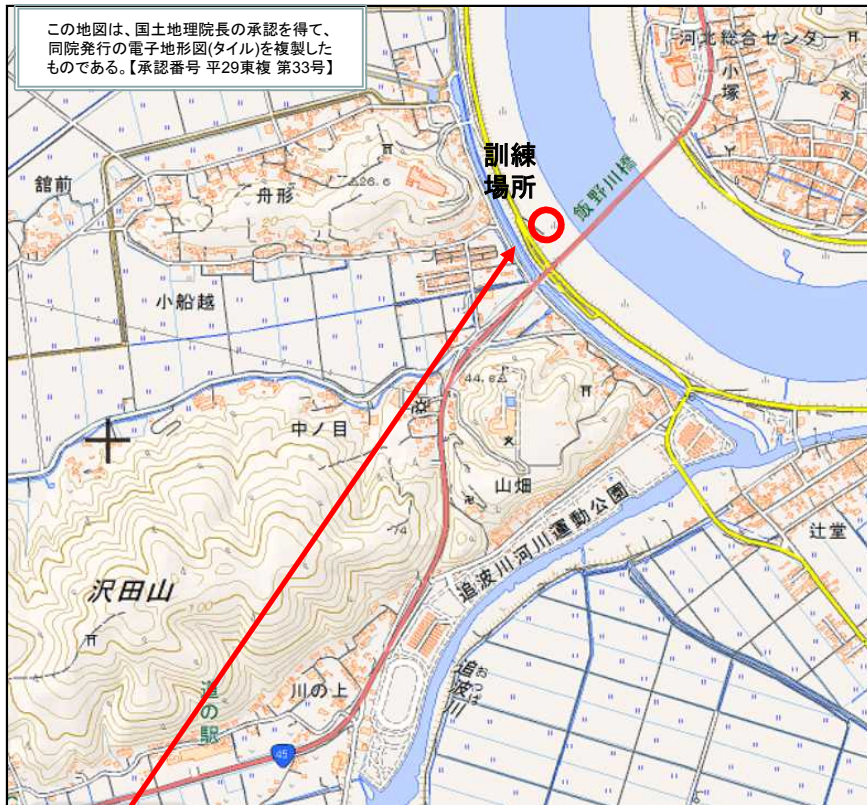 この地図は、国土地理院長の承認を得て、
同院発行の電子地形図(タイル)を複製した
ものである。【承認番号 平29東複 第33号】
河北総合センター
小塚
訓練
場所
飯野川橋
舘前
舟形
26.6
小船越
44.6
中ノ目
山畑
74
追波川河川運動公園
辻堂
沢田山
100
追波川
おっぱ
道の駅
川の上
45